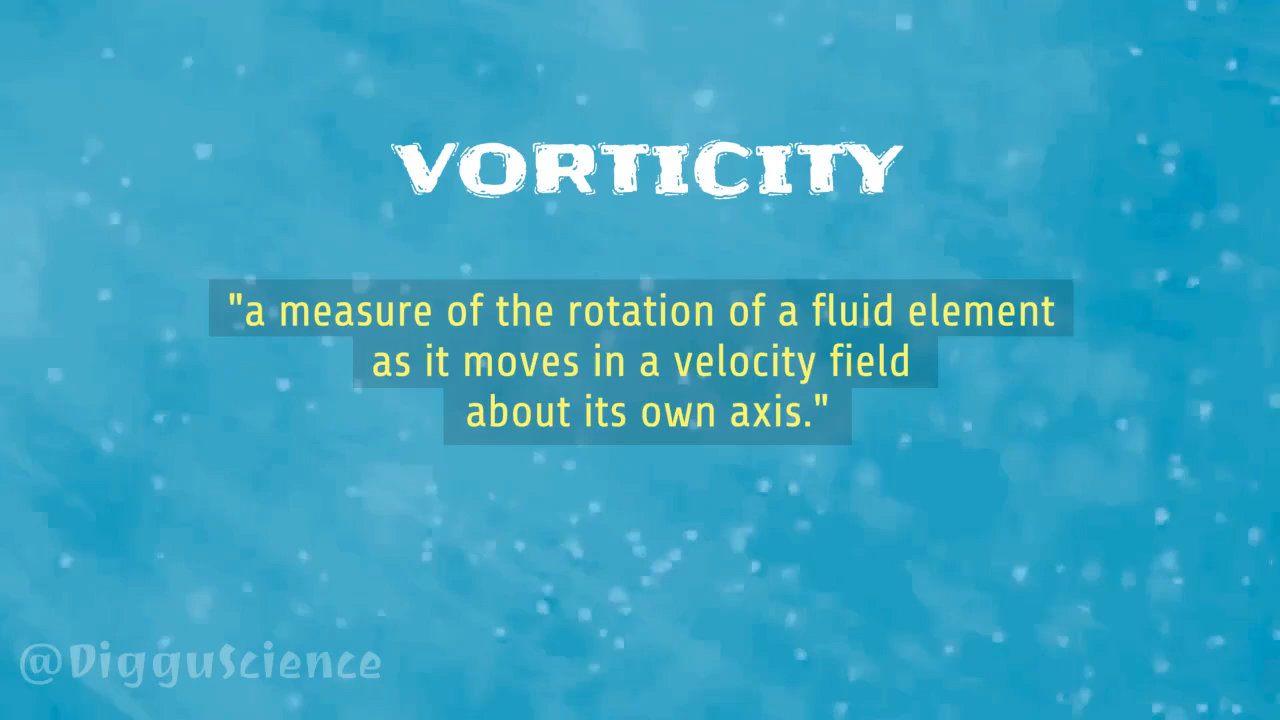 VORTICITY
"a measure of the rotation of a fluid element
as it moves in a velocity field
about its own axis."
@DigguScience